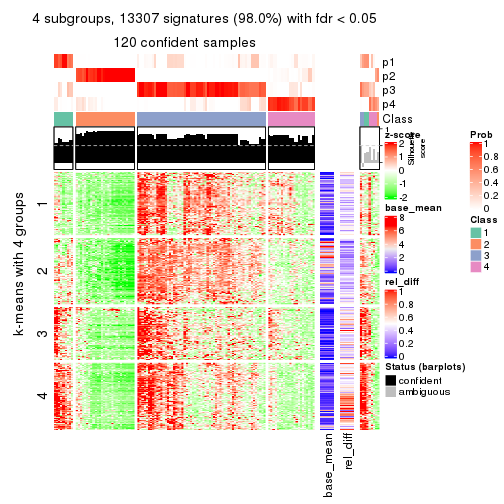 4 subgroups, 13307 signatures (98.0%) with fdr < 0.05
120 confident samples
p1
p2
p3
p4
Class
1
Silhouette
score
k-means with 4 groups
1
2
3
4
base_mean
rel_diff
z-score
2
1
0
-1
-2
base_mean
8
6
4
2
0
rel_diff
1
0.8
0.6
0.4
0.2
0
Status (barplots)
confident
ambiguous
Prob
1
0.8
0.6
0.4
0.2
0
Class
1
2
3
4